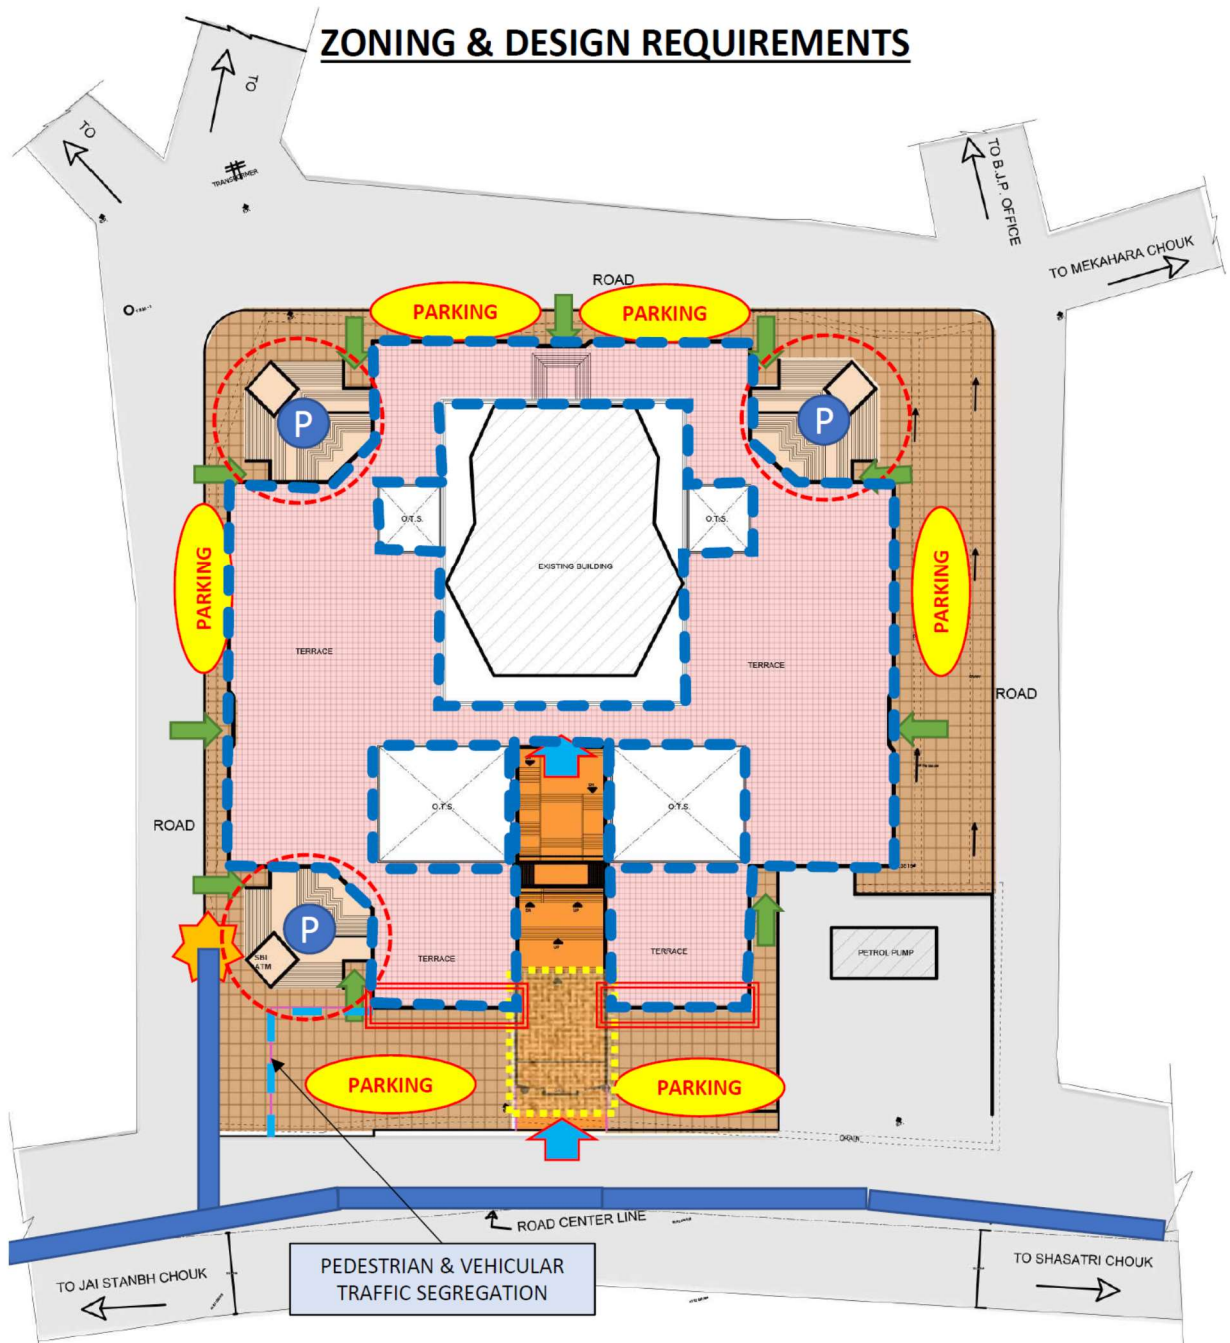 ZONING & DESIGN REQUIREMENTS
TO
TO
TRANSFORMER
TO B.J.P. OFFICE
TO MEKAHARA CHOUK
ROAD
PARKING
PARKING
P
P
O.T.S.
O.T.S.
EXISTING BUILDING
PARKING
PARKING
TERRACE
TERRACE
ROAD
O.T.S.
O.T.S.
ROAD
P
SBI
ATM
TERRACE
TERRACE
PETROL PUMP
PARKING
PARKING
DRAIN
ROAD CENTER LINE
PEDESTRIAN & VEHICULAR
TRAFFIC SEGREGATION
TO JAI STANBH CHOUK
TO SHASATRI CHOUK